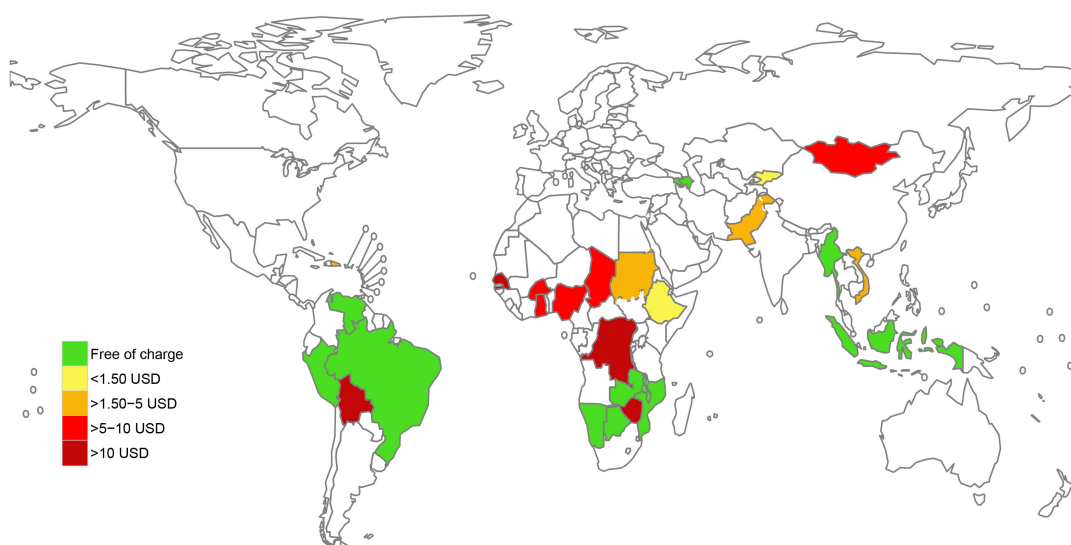 Free of charge
<1.50 USD
>1.50−5 USD
>5−10 USD
>10 USD